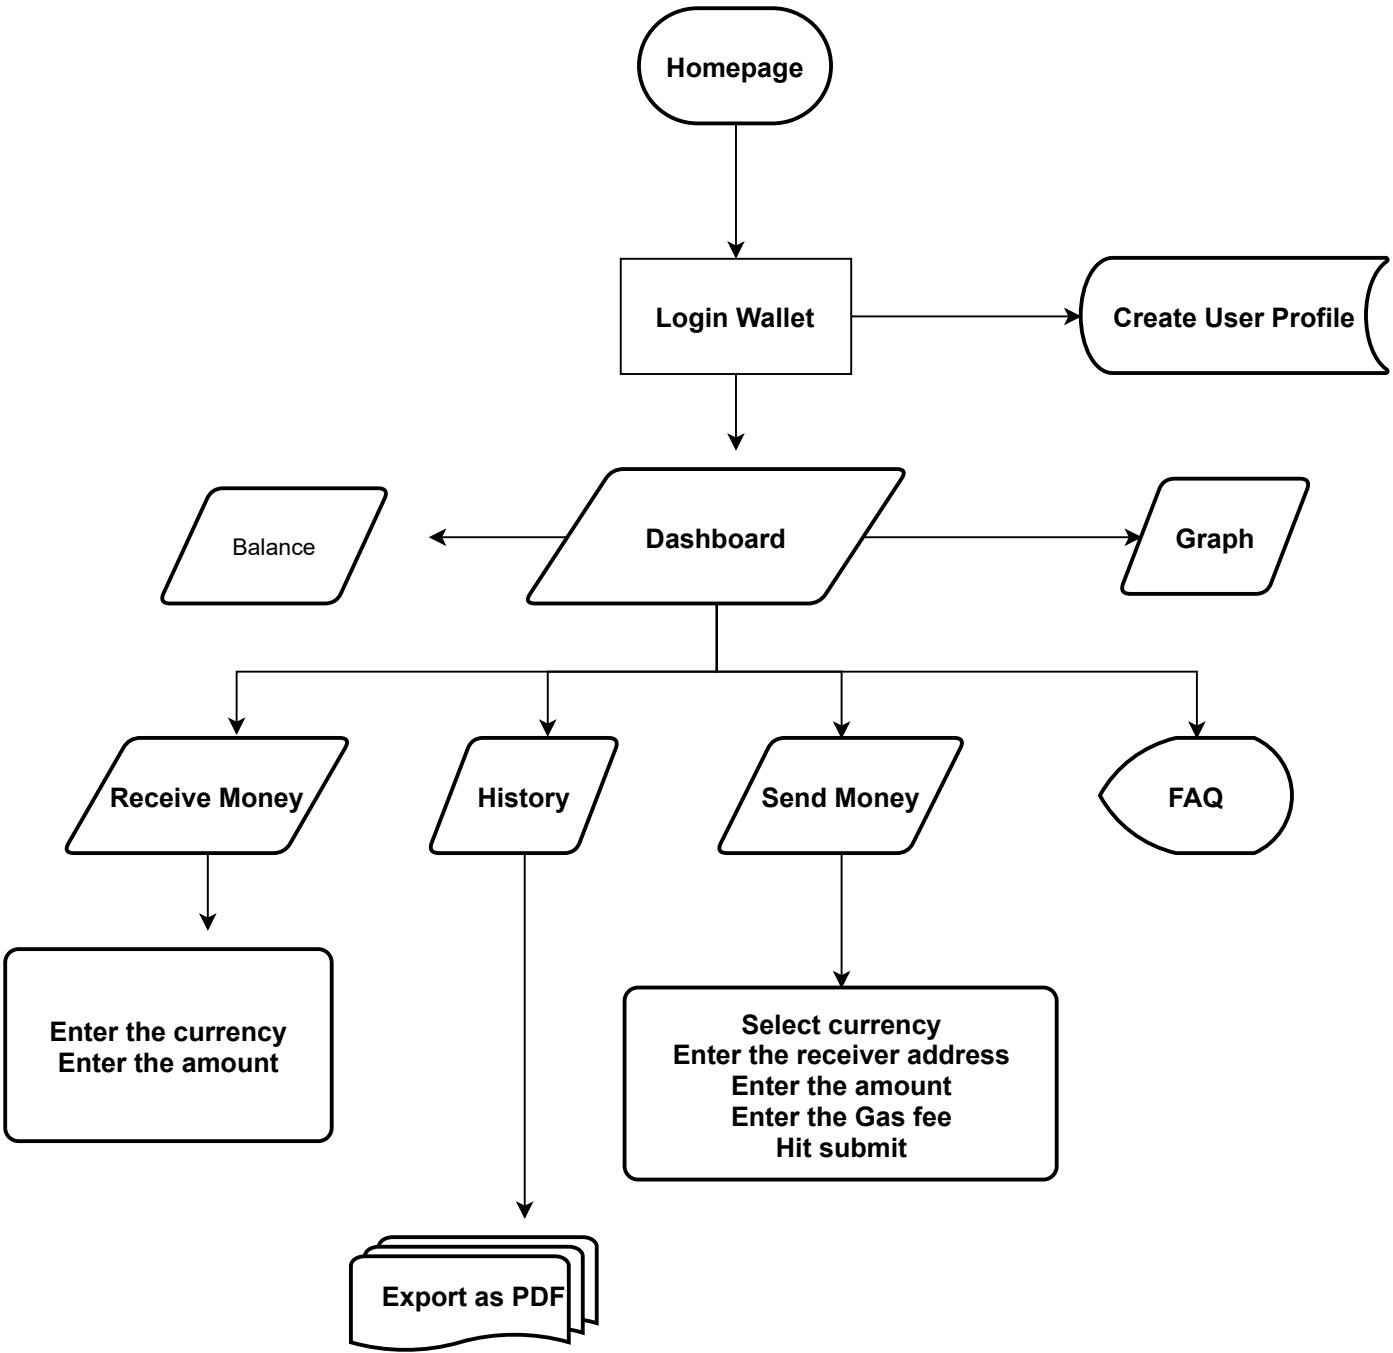 Homepage
Login Wallet
Create User Profile
Balance
Dashboard
Graph
Receive Money
History
Send Money
FAQ
Enter the currency
Enter the amount
Select currency
Enter the receiver address
Enter the amount
Enter the Gas fee
Hit submit
Export as PDF